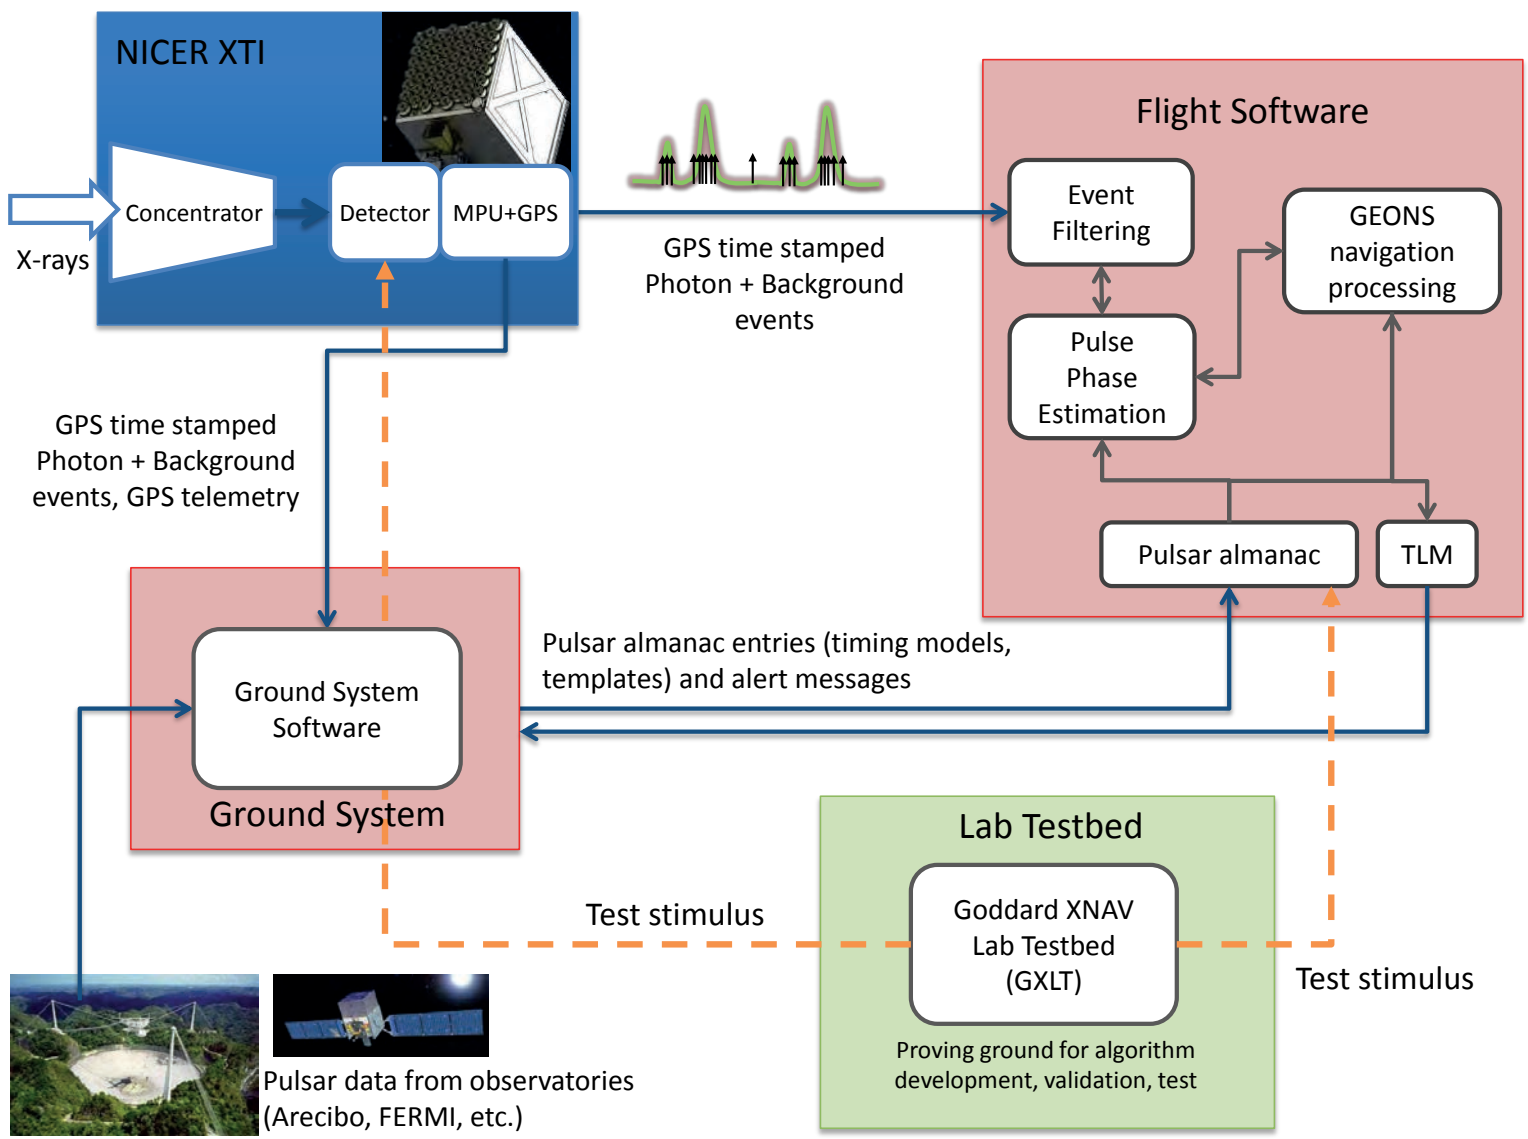 NICER XTI
X-rays
Concentrator
Detector
MPU+GPS
GPS time stamped
Photon + Background
events
Flight Software
Event
Filtering
GEONS
navigation
processing
Pulse
Phase
Estimation
Pulsar almanac
TLM
GPS time stamped
Photon + Background
events, GPS telemetry
Ground System
Software
Ground System
Pulsar almanac entries (timing models,
templates) and alert messages
Lab Testbed
Goddard XNAV
Lab Testbed
(GXLT)
Proving ground for algorithm
development, validation, test
Test stimulus
Test stimulus
Pulsar data from observatories
(Arecibo, FERMI, etc.)